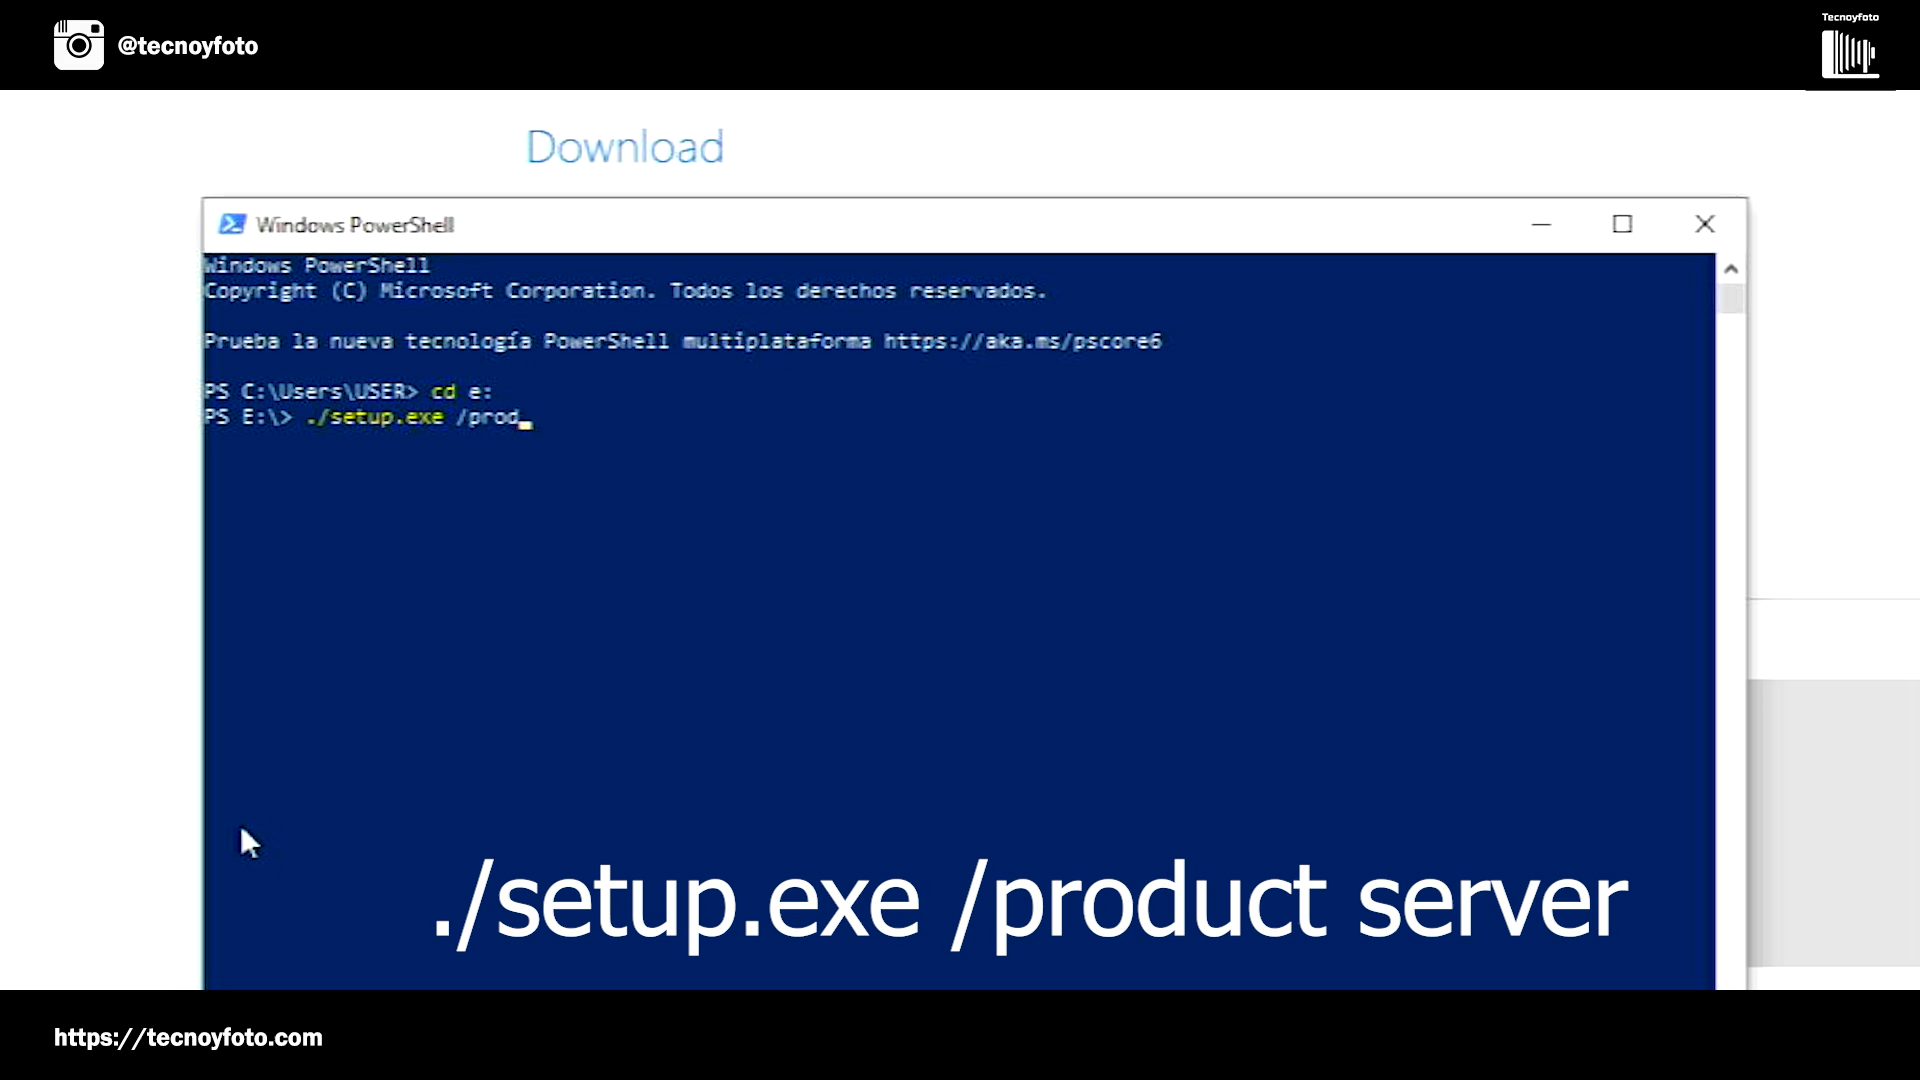 @tecnoyfoto
Tecnoyfoto
Download
Windows PowerShell
Windows PowerShell
Copyright (C) Microsoft Corporation. Todos los derechos reservados.
Prueba la nueva tecnología PowerShell multiplataforma https://aka.ms/pscore6
PS C:\Users\USER> cd e:
PS E:\> ./setup.exe /prod_
./setup.exe /product server
https://tecnoyfoto.com